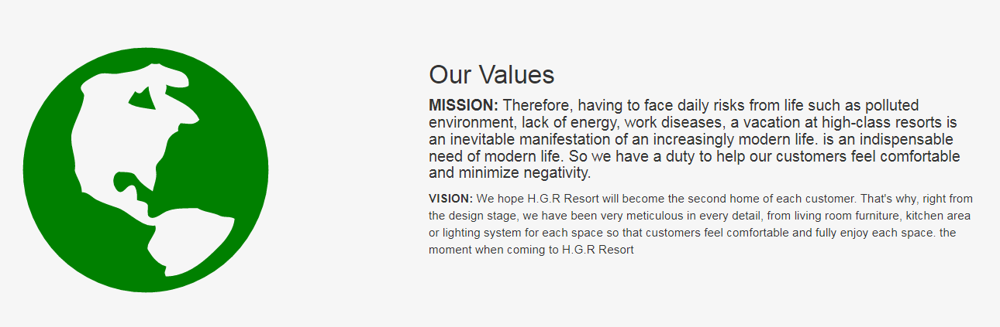 Our Values
MISSION: Therefore, having to face daily risks from life such as polluted
environment, lack of energy, work diseases, a vacation at high-class resorts is
an inevitable manifestation of an increasingly modern life. is an indispensable
need of modern life. So we have a duty to help our customers feel comfortable
and minimize negativity.
VISION: We hope H.G.R Resort will become the second home of each customer. That's why, right from
the design stage, we have been very meticulous in every detail, from living room furniture, kitchen area
or lighting system for each space so that customers feel comfortable and fully enjoy each space. the
moment when coming to H.G.R Resort